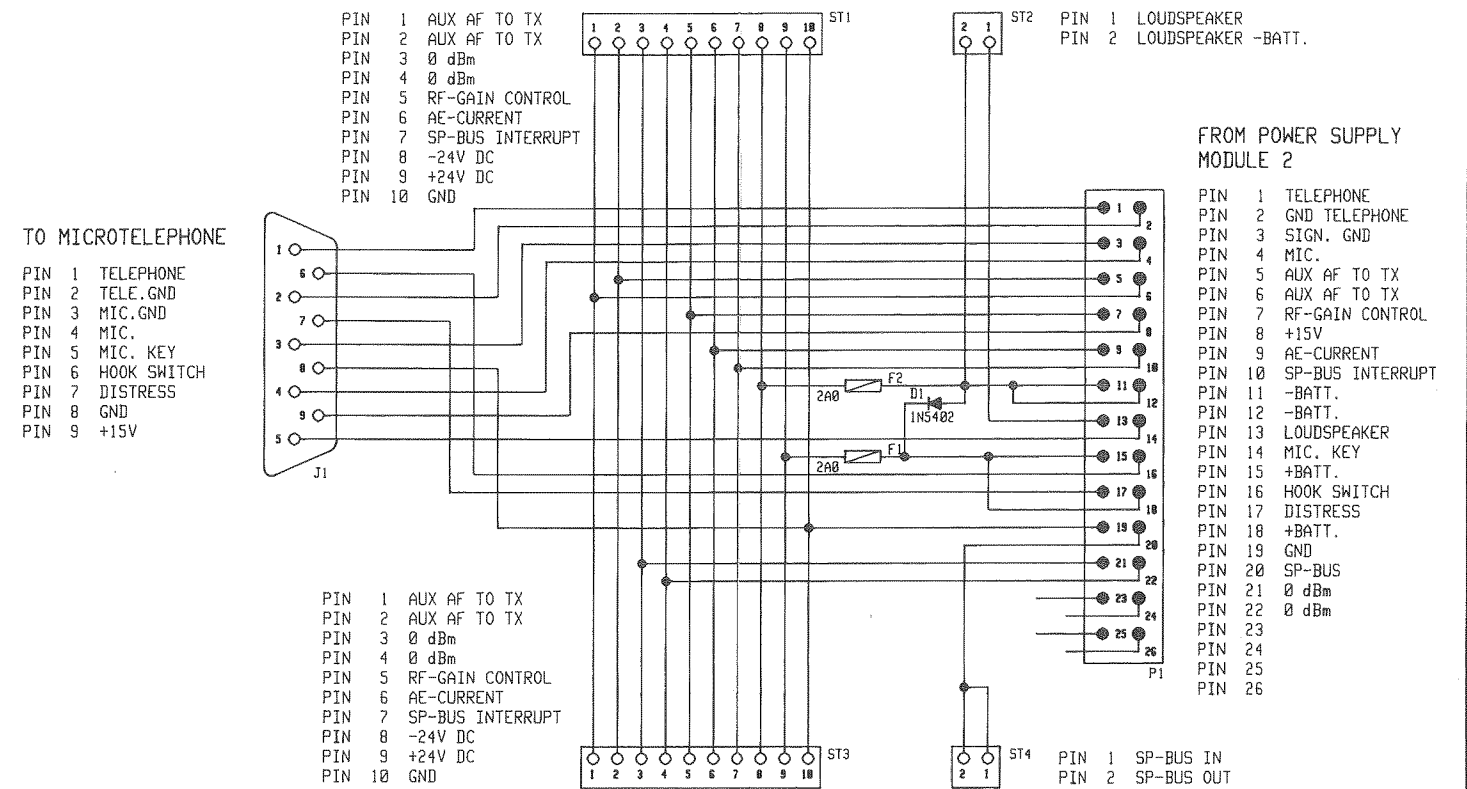 PIN 1 AUX AF TO TX
PIN 2 AUX AF TO TX
PIN 3 0 dBm
PIN 4 0 dBm
PIN 5 RF-GAIN CONTROL
PIN 6 AE-CURRENT
PIN 7 SP-BUS INTERRUPT
PIN 8 -24V DC
PIN 9 +24V DC
PIN 10 GND
1 2 3 4 5 6 7 8 9 10
ST1
2 1
ST2
PIN 1 LOUDSPEAKER
PIN 2 LOUDSPEAKER -BATT.
FROM POWER SUPPLY
MODULE 2
PIN 1 TELEPHONE
PIN 2 GND TELEPHONE
PIN 3 SIGN. GND
PIN 4 MIC.
PIN 5 AUX AF TO TX
PIN 6 AUX AF TO TX
PIN 7 RF-GAIN CONTROL
PIN 8 +15V
PIN 9 AE-CURRENT
PIN 10 SP-BUS INTERRUPT
PIN 11 -BATT.
PIN 12 -BATT.
PIN 13 LOUDSPEAKER
PIN 14 MIC. KEY
PIN 15 +BATT.
PIN 16 HOOK SWITCH
PIN 17 DISTRESS
PIN 18 +BATT.
PIN 19 GND
PIN 20 SP-BUS
PIN 21 0 dBm
PIN 22 0 dBm
PIN 23
PIN 24
PIN 25
PIN 26
TO MICROTELEPHONE
PIN 1 TELEPHONE
PIN 2 TELE.GND
PIN 3 MIC.GND
PIN 4 MIC.
PIN 5 MIC. KEY
PIN 6 HOOK SWITCH
PIN 7 DISTRESS
PIN 8 GND
PIN 9 +15V
1
6
2
7
3
8
4
9
5
J1
F2
2A0
D1
1N5402
F1
2A0
1
2
3
4
5
6
7
8
9
10
11
12
13
14
15
16
17
18
19
20
21
22
23
24
25
26
P1
PIN 1 AUX AF TO TX
PIN 2 AUX AF TO TX
PIN 3 0 dBm
PIN 4 0 dBm
PIN 5 RF-GAIN CONTROL
PIN 6 AE-CURRENT
PIN 7 SP-BUS INTERRUPT
PIN 8 -24V DC
PIN 9 +24V DC
PIN 10 GND
1 2 3 4 5 6 7 8 9 10
ST3
2 1
ST4
PIN 1 SP-BUS IN
PIN 2 SP-BUS OUT